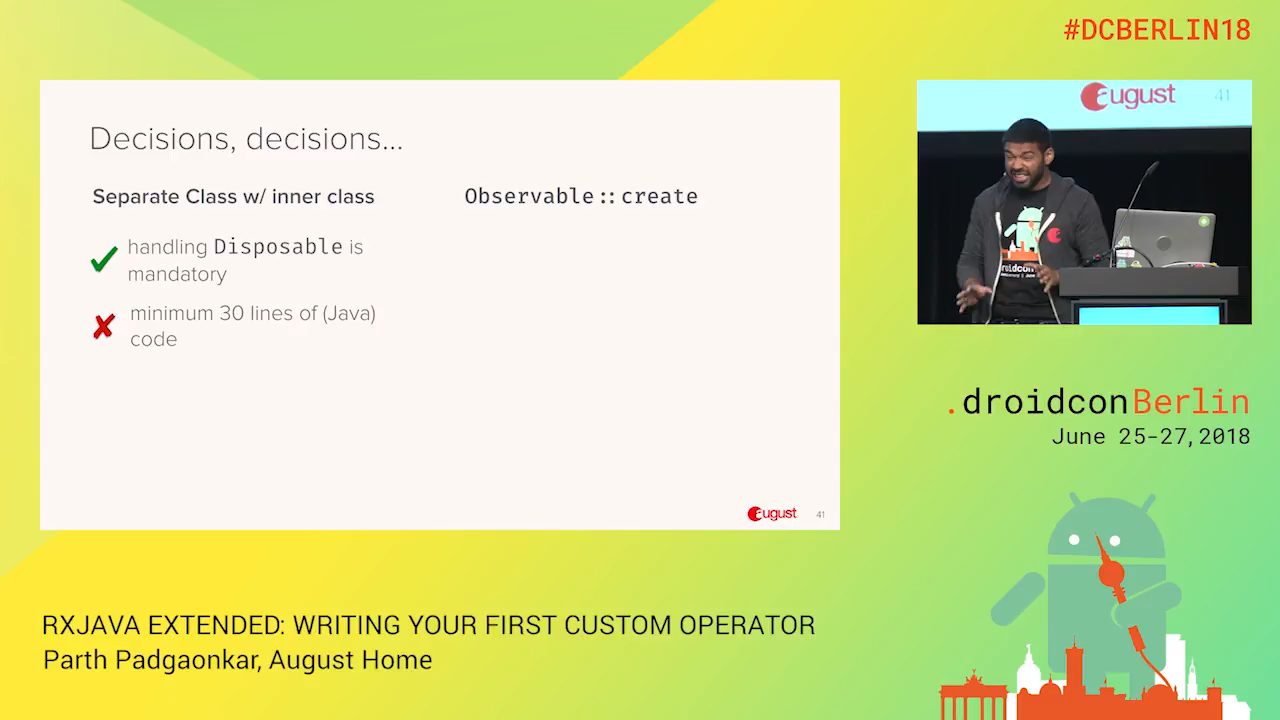 #DCBERLIN18
Decisions, decisions...
Separate Class w/ inner class
handling Disposable is
mandatory
minimum 30 lines of (Java)
code
Observable::create
august
41
august 41
.droidconBerlin
June 25-27,2018
RXJAVA EXTENDED: WRITING YOUR FIRST CUSTOM OPERATOR
Parth Padgaonkar, August Home